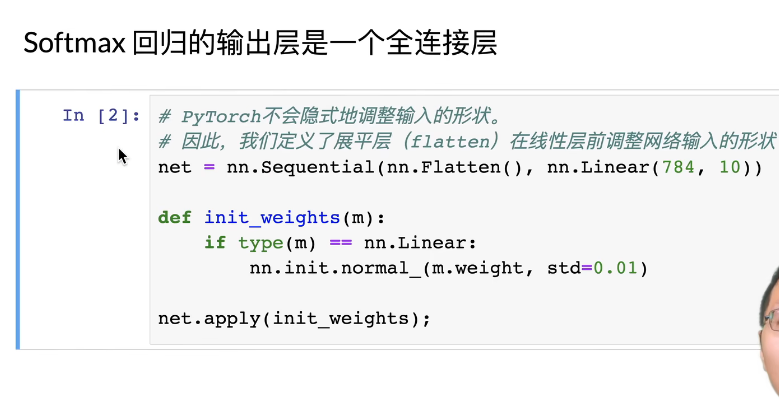 Softmax 回归的输出层是一个全连接层
In [2]:
# PyTorch不会隐式地调整输入的形状。
# 因此，我们定义了展平层（flatten）在线性层前调整网络输入的形状
net = nn.Sequential(nn.Flatten(), nn.Linear(784, 10))
def init_weights(m):
    if type(m) == nn.Linear:
        nn.init.normal_(m.weight, std=0.01)
net.apply(init_weights);